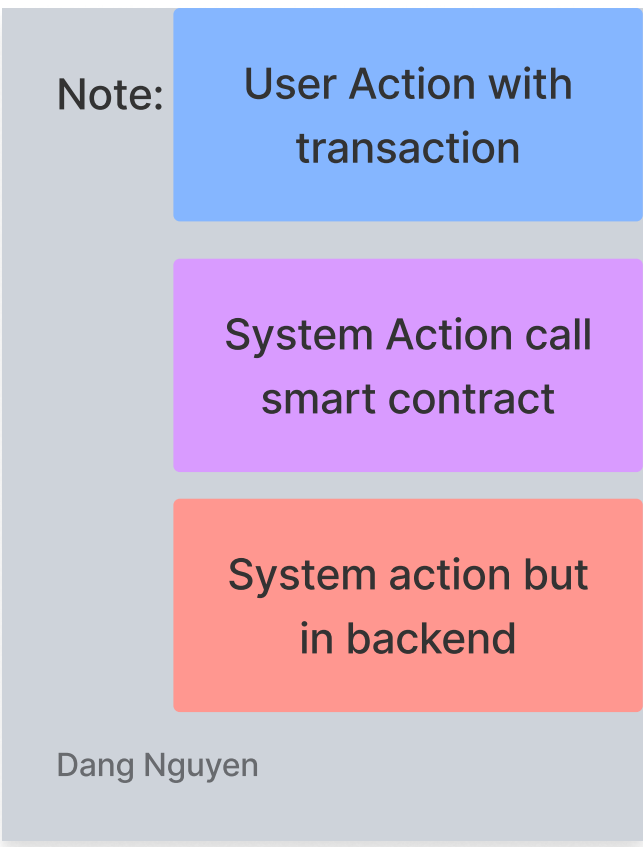 Note:
User Action with
transaction
System Action call
smart contract
System action but
in backend
Dang Nguyen